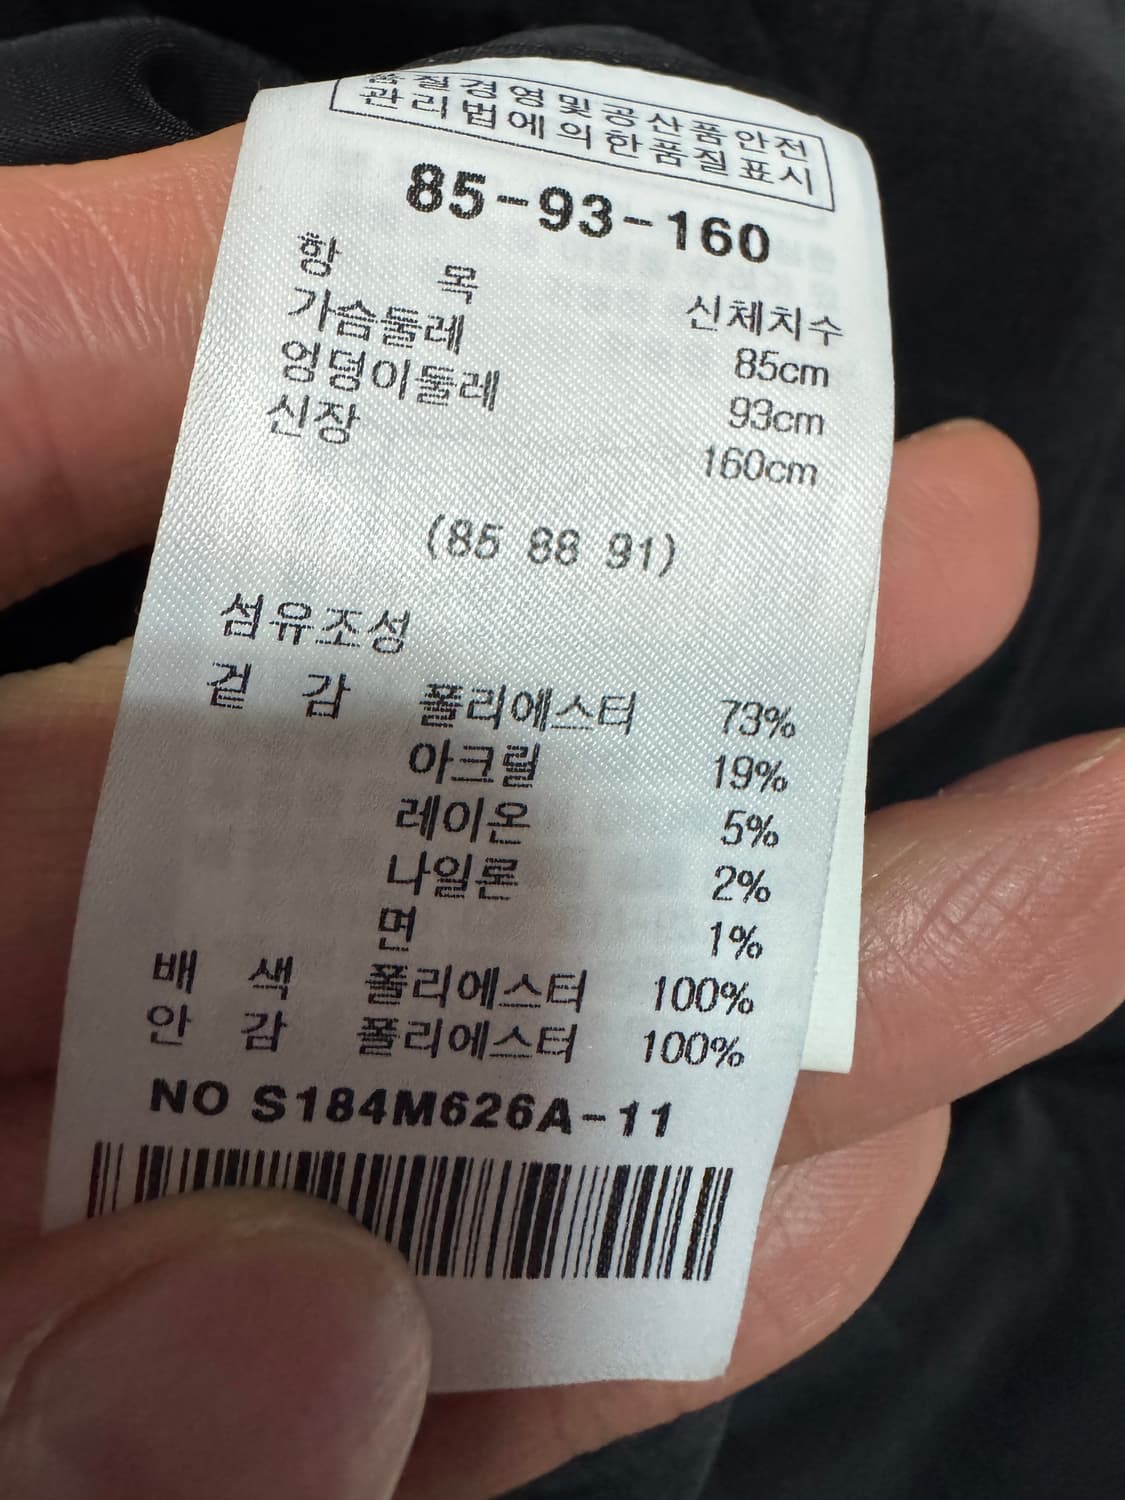 품질경영및공산품안전
관리법에의한품질표시
85-93-160
항 목 신체치수
가슴둘레 85cm
엉덩이둘레 93cm
신장 160cm
(85 88 91)
섬유조성
겉 감 폴리에스터 73%
아크릴 19%
레이온 5%
나일론 2%
면 1%
배 색 폴리에스터 100%
안 감 폴리에스터 100%
NO S184M626A-11